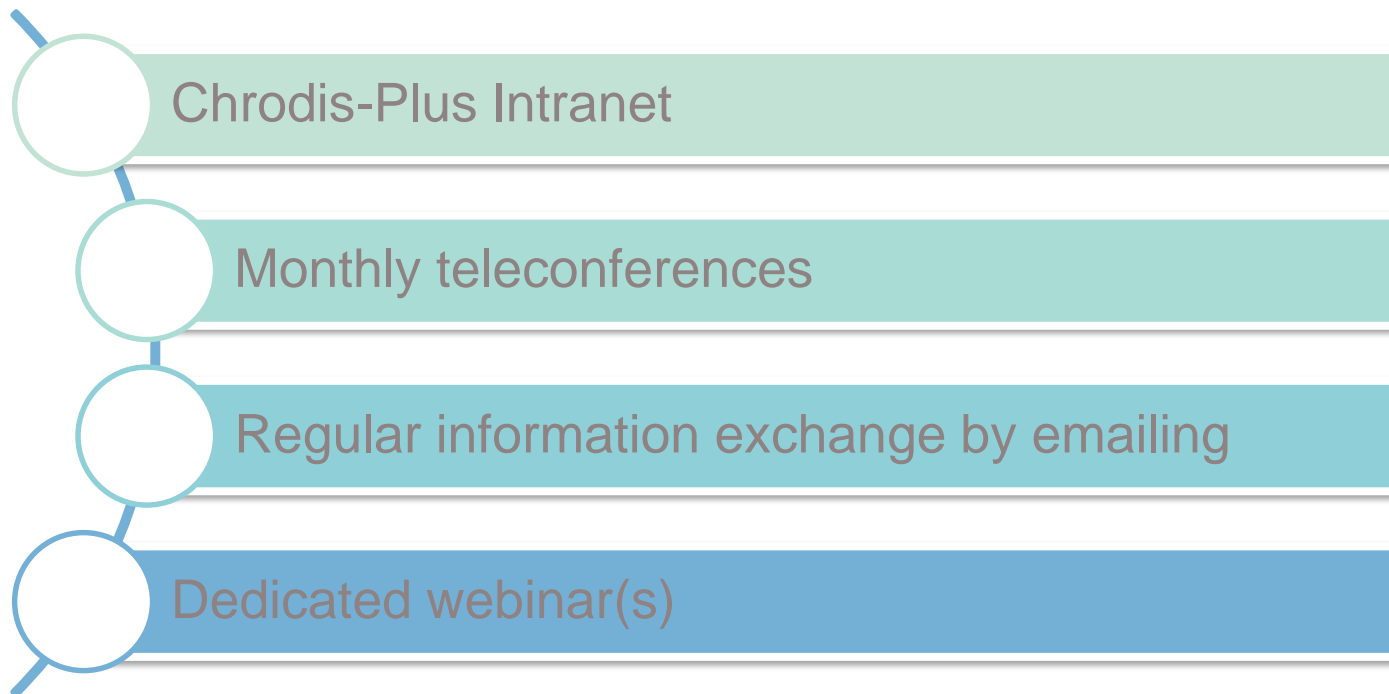 Chrodis-Plus Intranet
Monthly teleconferences
Regular information exchange by emailing
Dedicated webinar(s)